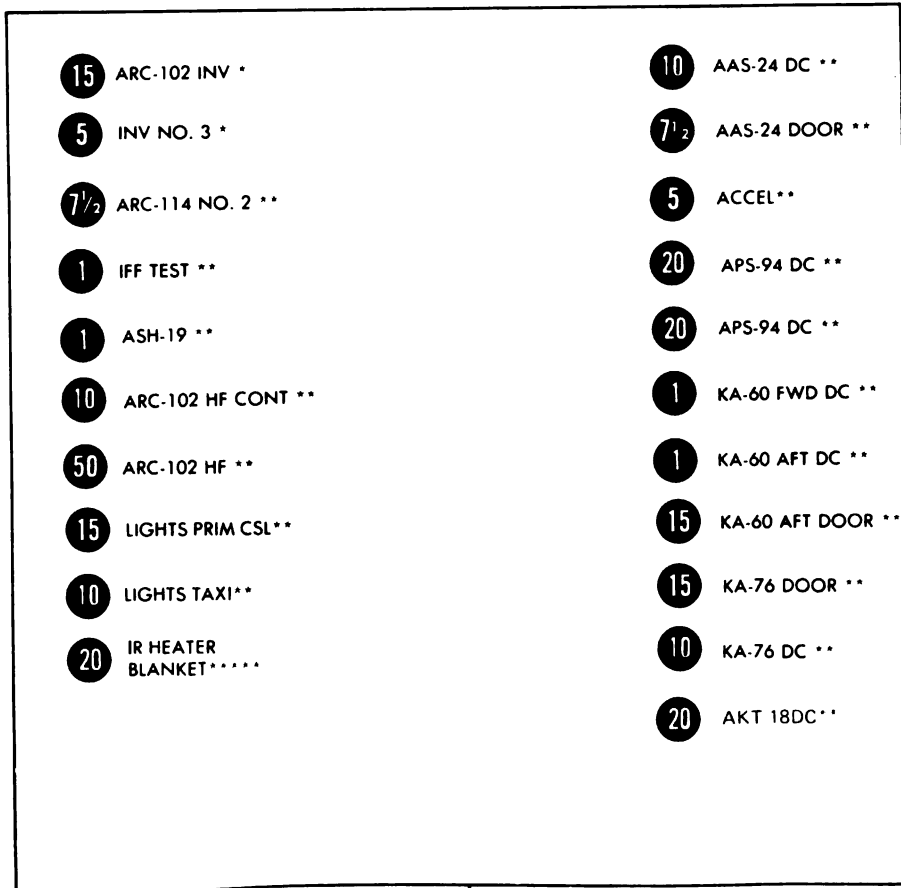 15 ARC-102 INV *
5 INV NO. 3 *
7 1/2 ARC-114 NO. 2 **
1 IFF TEST **
1 ASH-19 **
10 ARC-102 HF CONT **
50 ARC-102 HF **
15 LIGHTS PRIM CSL**
10 LIGHTS TAXI**
20 IR HEATER
BLANKET*****
10 AAS-24 DC **
7 1 2 AAS-24 DOOR **
5 ACCEL**
20 APS-94 DC **
20 APS-94 DC **
1 KA-60 FWD DC **
1 KA-60 AFT DC **
15 KA-60 AFT DOOR **
15 KA-76 DOOR **
10 KA-76 DC **
20 AKT 18DC**